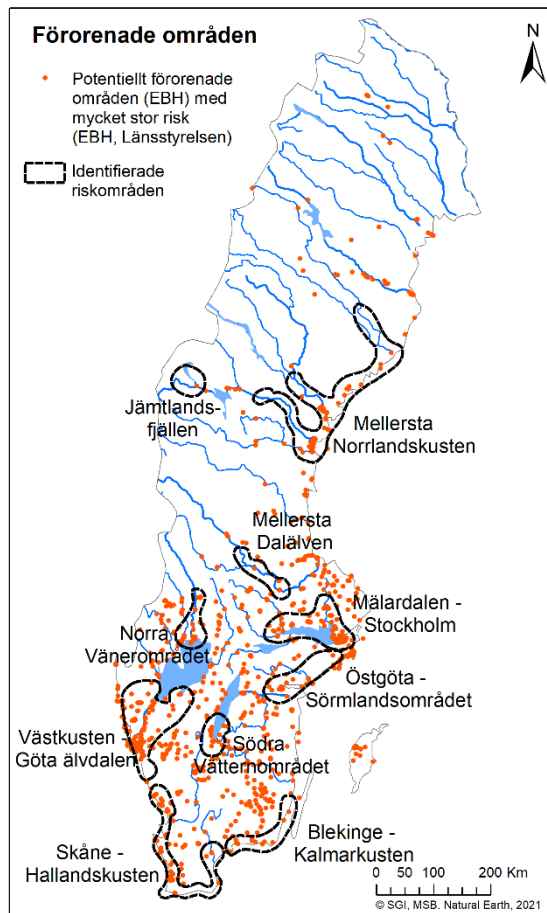 Förorenade områden
N
Potentiellt förorenade
områden (EBH) med
mycket stor risk
(EBH, Länsstyrelsen)
Identifierade
riskområden
Jämtlands-
fjällen
Mellersta
Norrlandskusten
Mellersta
Dalälven
Mälardalen -
Stockholm
Norra
Vänerområdet
Östgöta -
Sörmlandsområdet
Västkusten
Göta älvdalen
Södra
Vätternområdet
Blekinge -
Kalmarkusten
Skåne -
Hallandskusten
0 100 200 Km
© SGI, MSB. Natural Earth, 2021